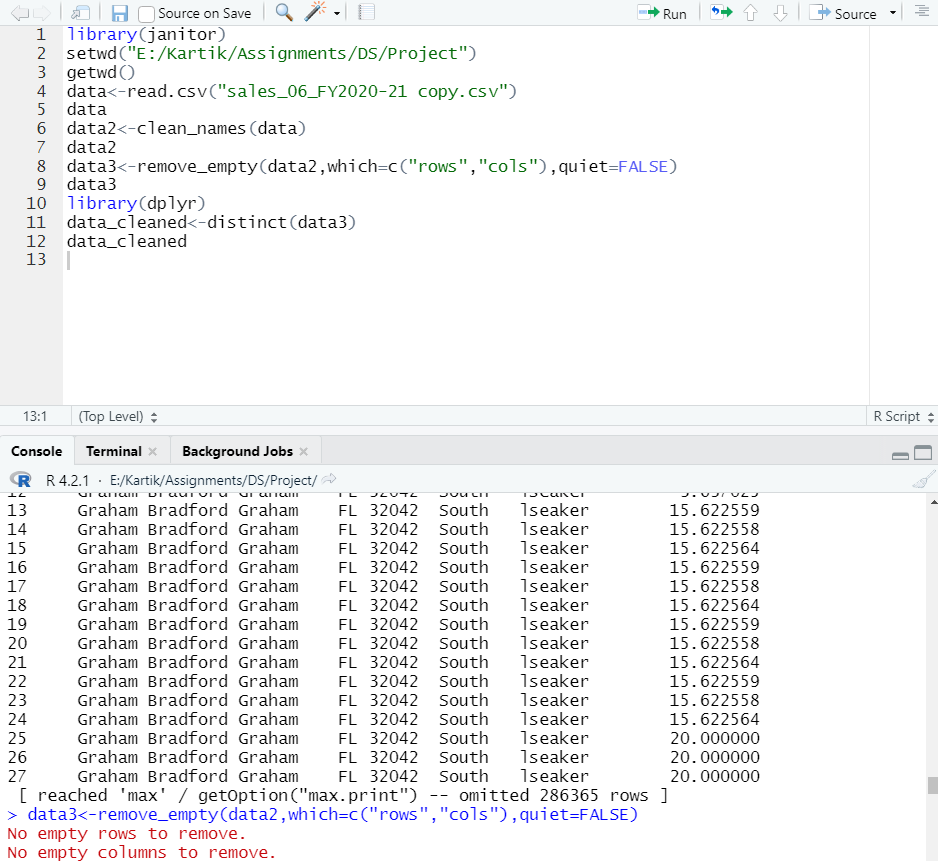 Source on Save Run Source
1 library(janitor)
2 setwd("E:/Kartik/Assignments/DS/Project")
3 getwd()
4 data<-read.csv("sales_06_FY2020-21 copy.csv")
5 data
6 data2<-clean_names(data)
7 data2
8 data3<-remove_empty(data2,which=c("rows","cols"),quiet=FALSE)
9 data3
10 library(dplyr)
11 data_cleaned<-distinct(data3)
12 data_cleaned
13
13:1 (Top Level) R Script
Console Terminal Background Jobs
R R 4.2.1 · E:/Kartik/Assignments/DS/Project/
12 Graham Bradford Graham FL 32042 South lseaker
13 Graham Bradford Graham FL 32042 South lseaker 15.622559
14 Graham Bradford Graham FL 32042 South lseaker 15.622558
15 Graham Bradford Graham FL 32042 South lseaker 15.622564
16 Graham Bradford Graham FL 32042 South lseaker 15.622559
17 Graham Bradford Graham FL 32042 South lseaker 15.622558
18 Graham Bradford Graham FL 32042 South lseaker 15.622564
19 Graham Bradford Graham FL 32042 South lseaker 15.622559
20 Graham Bradford Graham FL 32042 South lseaker 15.622558
21 Graham Bradford Graham FL 32042 South lseaker 15.622564
22 Graham Bradford Graham FL 32042 South lseaker 15.622559
23 Graham Bradford Graham FL 32042 South lseaker 15.622558
24 Graham Bradford Graham FL 32042 South lseaker 15.622564
25 Graham Bradford Graham FL 32042 South lseaker 20.000000
26 Graham Bradford Graham FL 32042 South lseaker 20.000000
27 Graham Bradford Graham FL 32042 South lseaker 20.000000
[ reached 'max' / getOption("max.print") -- omitted 286365 rows ]
> data3<-remove_empty(data2,which=c("rows","cols"),quiet=FALSE)
No empty rows to remove.
No empty columns to remove.